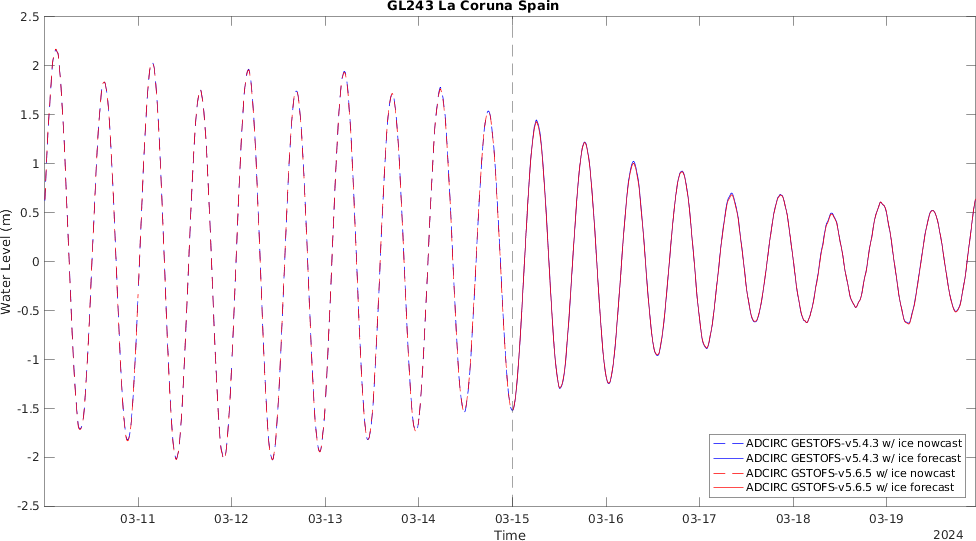 GL243 La Coruna Spain
2.5
2
1.5
1
0.5
0
-0.5
-1
-1.5
-2
-2.5
Water Level (m)
ADCIRC GESTOFS-v5.4.3 w/ ice nowcast
ADCIRC GESTOFS-v5.4.3 w/ ice forecast
ADCIRC GSTOFS-v5.6.5 w/ ice nowcast
ADCIRC GSTOFS-v5.6.5 w/ ice forecast
03-11 03-12 03-13 03-14 03-15 03-16 03-17 03-18 03-19
Time
2024